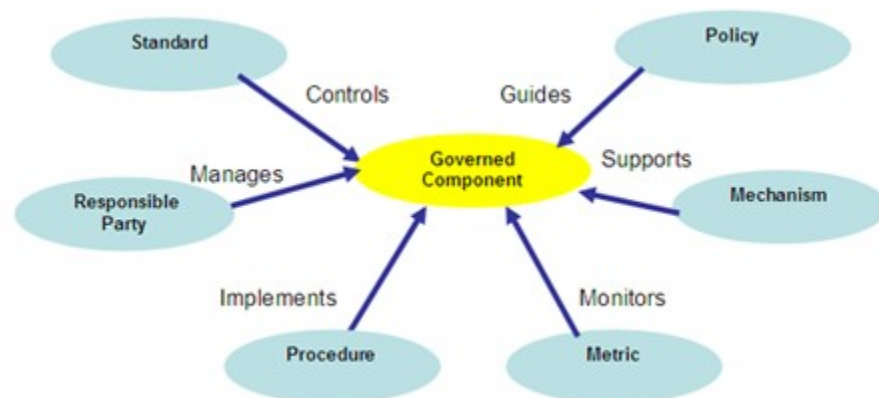 Standard
Policy
Controls
Guides
Governed
Component
Supports
Manages
Responsible
Party
Mechanism
Implements
Monitors
Procedure
Metric